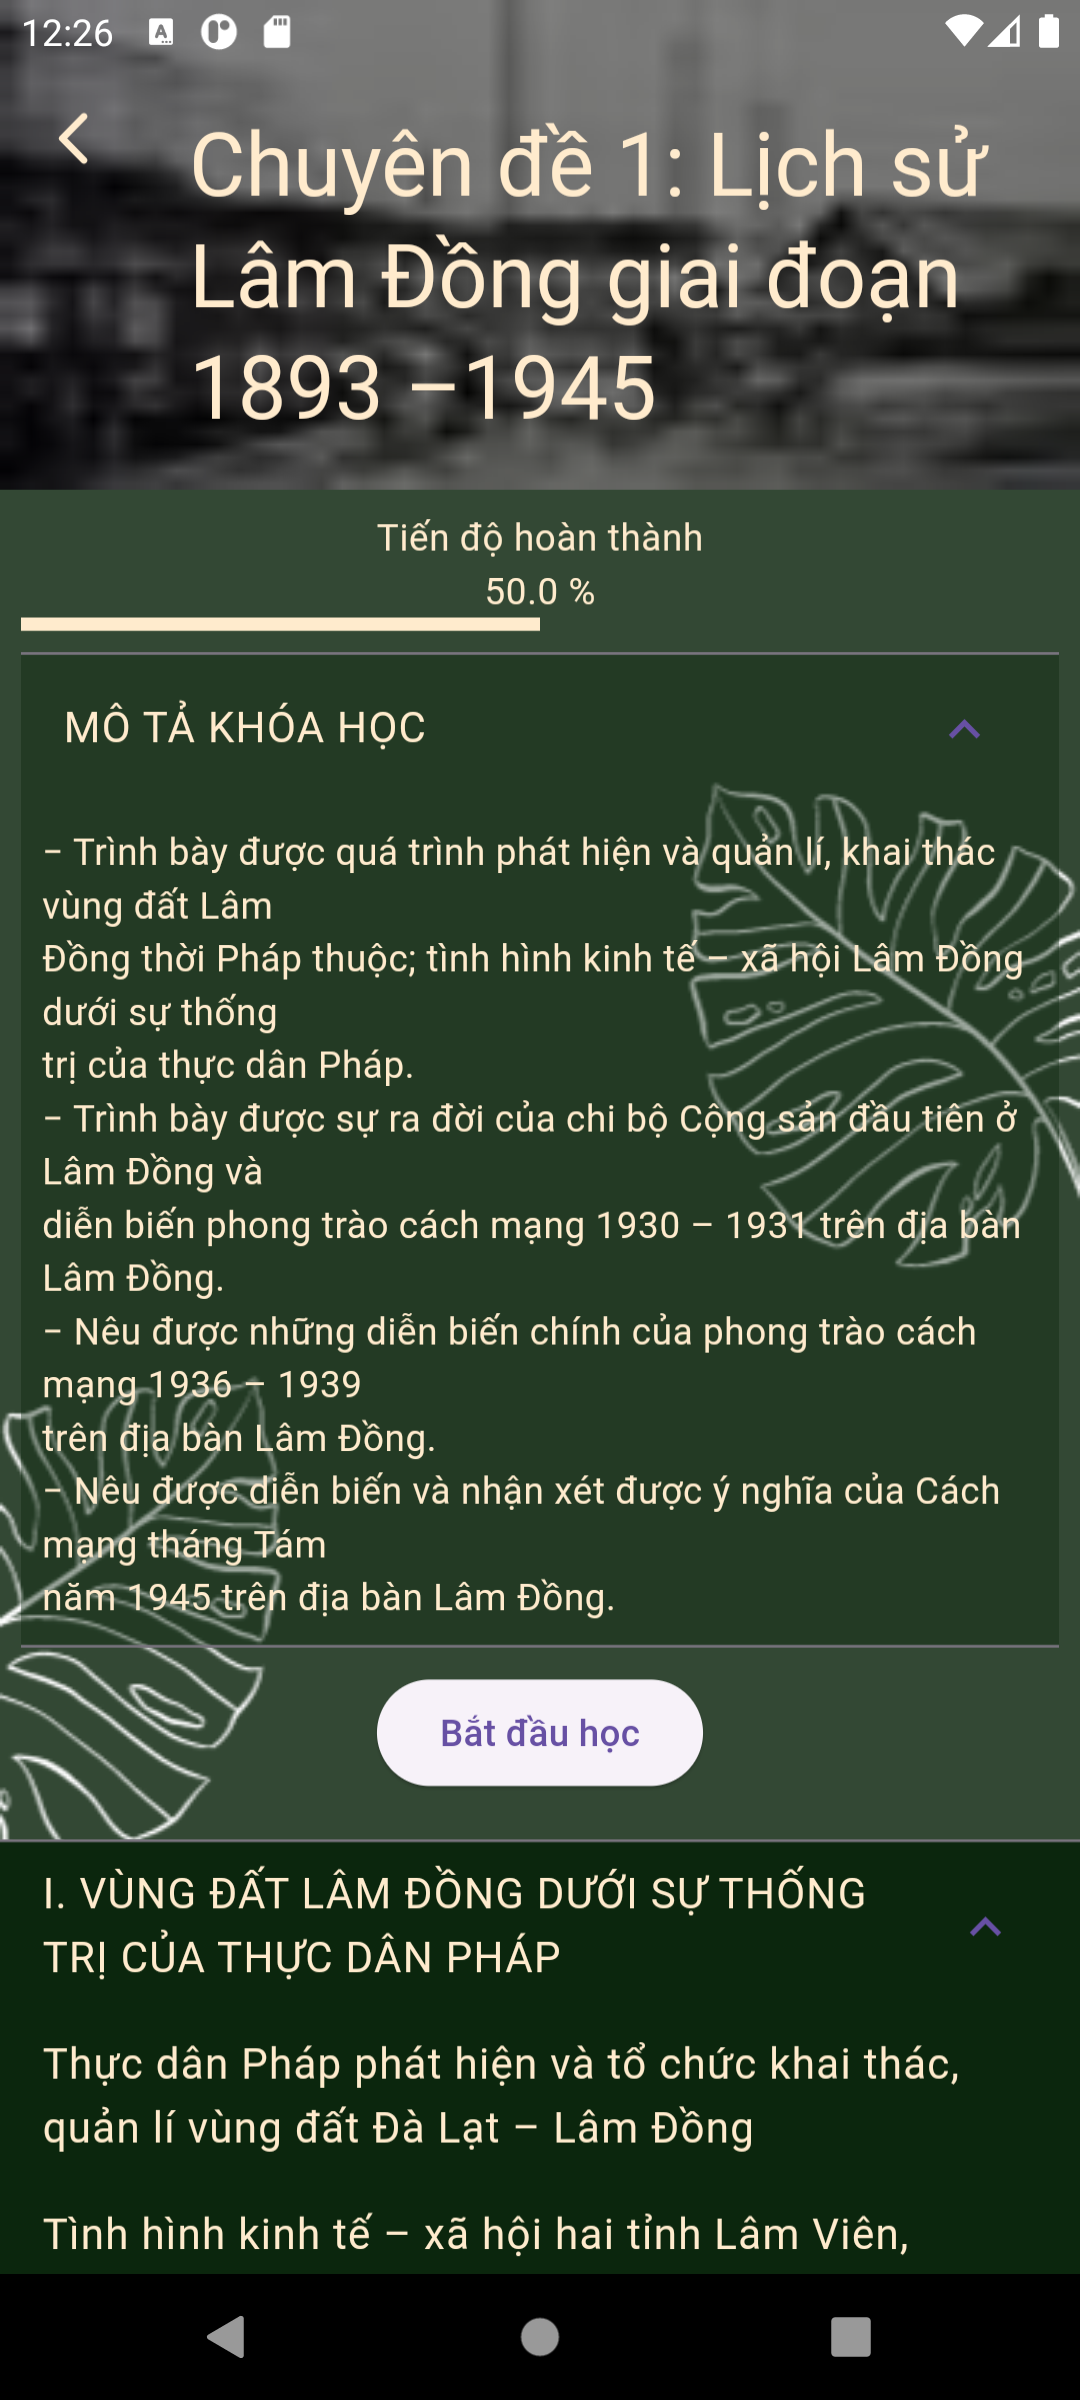 12:26
Chuyên đề 1: Lịch sử
Lâm Đồng giai đoạn
1893 –1945
Tiến độ hoàn thành
50.0 %
MÔ TẢ KHÓA HỌC
– Trình bày được quá trình phát hiện và quản lí, khai thác
vùng đất Lâm
Đồng thời Pháp thuộc; tình hình kinh tế – xã hội Lâm Đồng
dưới sự thống
trị của thực dân Pháp.
– Trình bày được sự ra đời của chi bộ Cộng sản đầu tiên ở
Lâm Đồng và
diễn biến phong trào cách mạng 1930 – 1931 trên địa bàn
Lâm Đồng.
– Nêu được những diễn biến chính của phong trào cách
mạng 1936 – 1939
trên địa bàn Lâm Đồng.
– Nêu được diễn biến và nhận xét được ý nghĩa của Cách
mạng tháng Tám
năm 1945 trên địa bàn Lâm Đồng.
Bắt đầu học
I. VÙNG ĐẤT LÂM ĐỒNG DƯỚI SỰ THỐNG
TRỊ CỦA THỰC DÂN PHÁP
Thực dân Pháp phát hiện và tổ chức khai thác,
quản lí vùng đất Đà Lạt – Lâm Đồng
Tình hình kinh tế – xã hội hai tỉnh Lâm Viên,